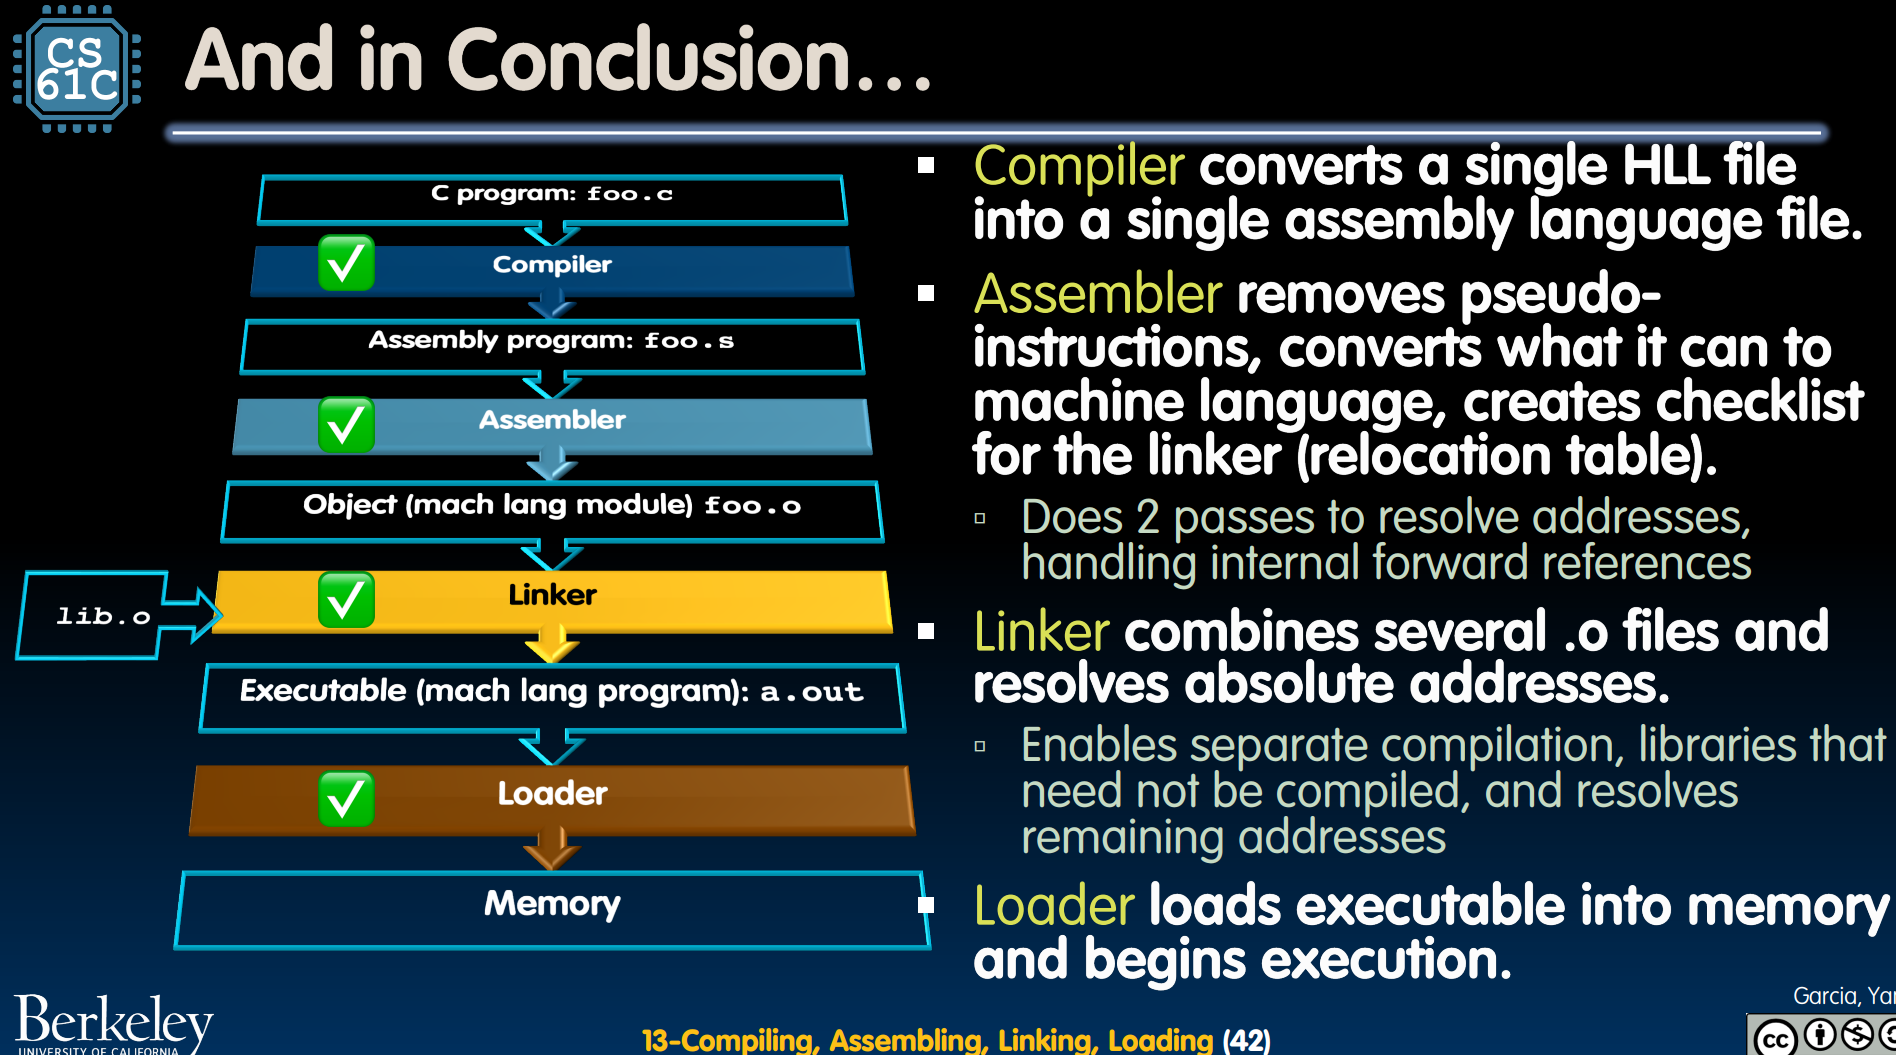 CS
61C
And in Conclusion…
C program: foo.c
Compiler
Assembly program: foo.s
Assembler
Object (mach lang module) foo.o
lib.o
Linker
Executable (mach lang program): a.out
Loader
Memory
Compiler converts a single HLL file
into a single assembly language file.
Assembler removes pseudo-
instructions, converts what it can to
machine language, creates checklist
for the linker (relocation table).
Does 2 passes to resolve addresses,
handling internal forward references
Linker combines several .o files and
resolves absolute addresses.
Enables separate compilation, libraries that
need not be compiled, and resolves
remaining addresses
Loader loads executable into memory
and begins execution.
Berkeley
UNIVERSITY OF CALIFORNIA
13-Compiling, Assembling, Linking, Loading (42)
Garcia,
cc